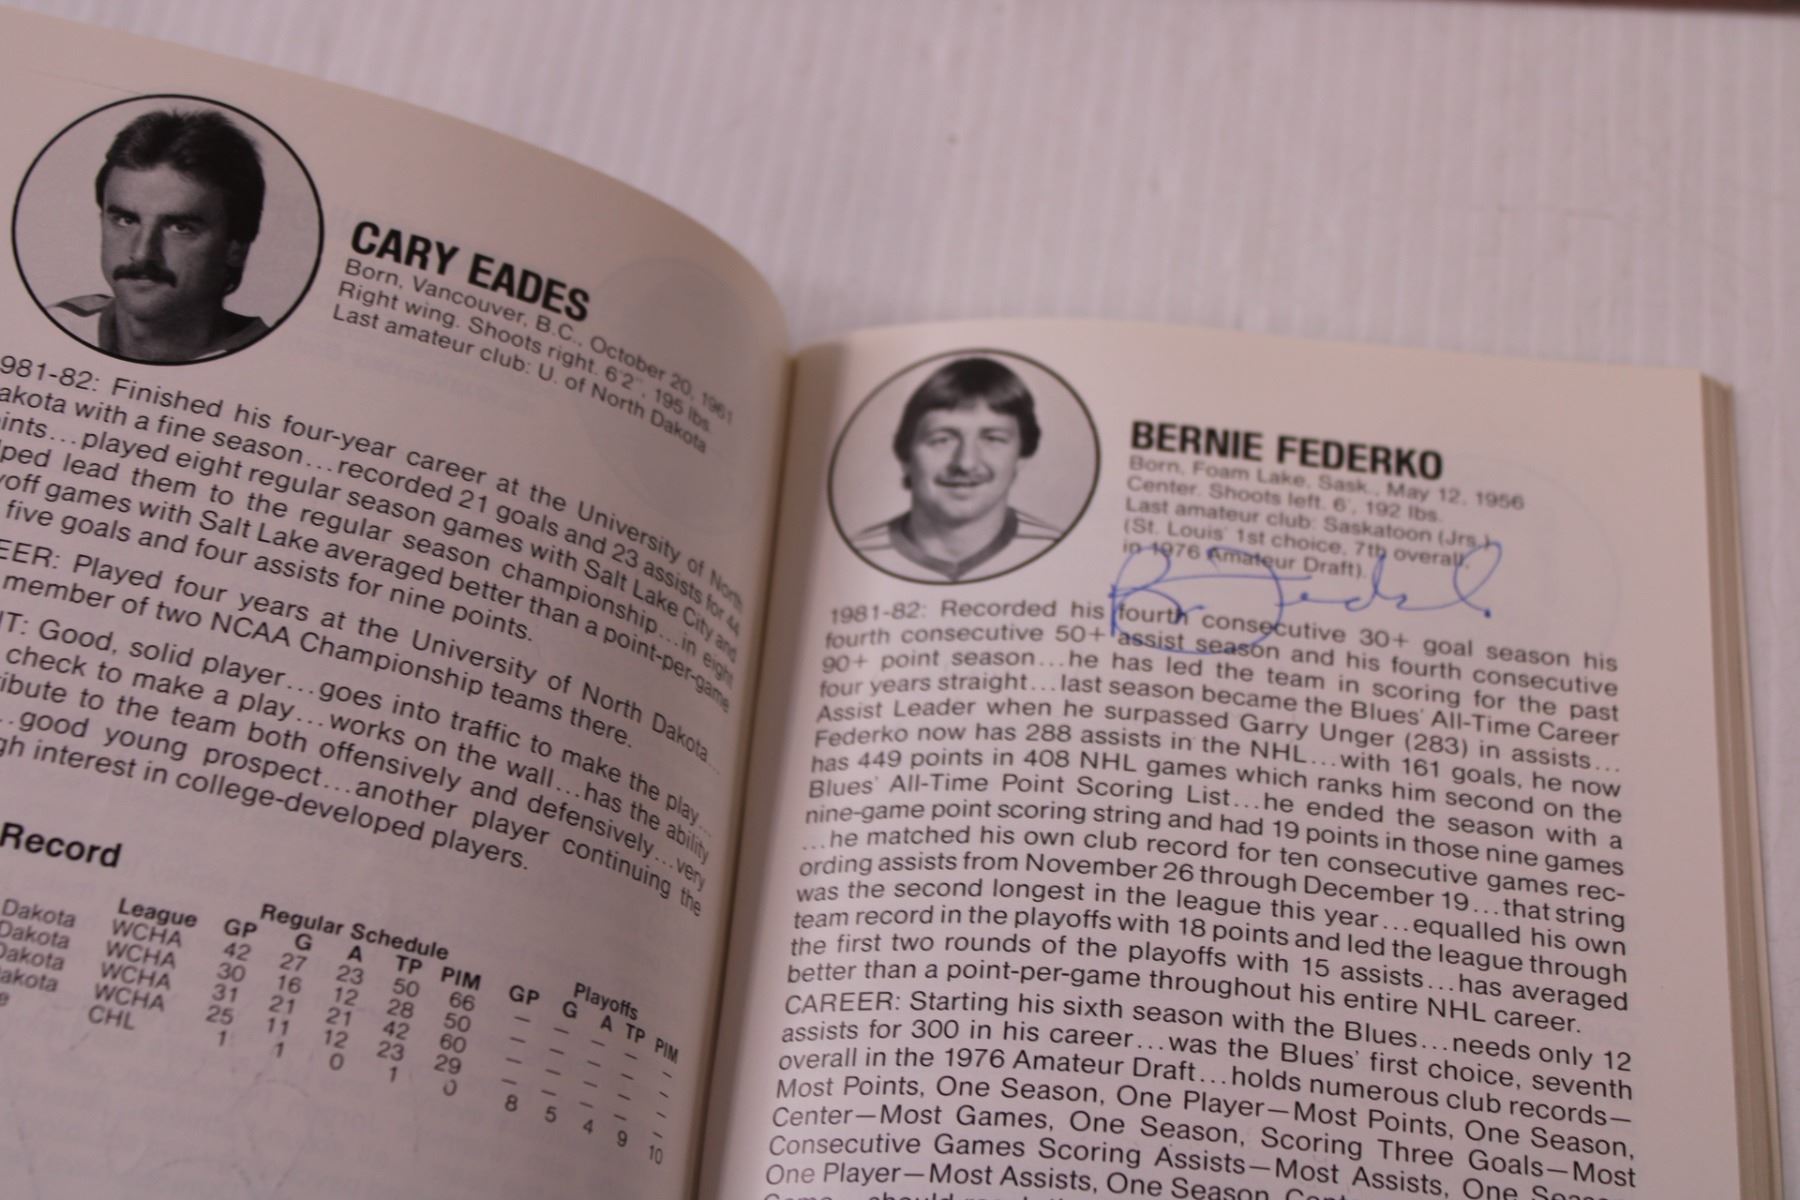 CARY EADES
Born, Vancouver, B.C., October 20, 1961
Right wing. Shoots right. 6'2", 195 lbs.
Last amateur club: U. of North Dakota
981-82: Finished his four-year career at the University of North
akota with a fine season...recorded 21 goals and 23 assists for 44
ints...played eight regular season games with Salt Lake City and
ped lead them to the regular season championship...in eight
off games with Salt Lake averaged better than a point-per-game
five goals and four assists for nine points.
EER: Played four years at the University of North Dakota...
member of two NCAA Championship teams there.
T: Good, solid player...goes into traffic to make the play...
check to make a play...works on the wall...has the ability
ibute to the team both offensively and defensively...very
...good young prospect...another player continuing the
gh interest in college-developed players.
Record
Regular Schedule Playoffs
League GP G A TP PIM GP G A TP PIM
Dakota WCHA 42 27 23 50 66 – – – – –
Dakota WCHA 30 16 12 28 50 – – – – –
Dakota WCHA 31 21 21 42 60 – – – – –
akota WCHA 25 11 12 23 29 – – – – –
e CHL 1 1 0 1 0 8 5 4 9 10
BERNIE FEDERKO
Born, Foam Lake, Sask., May 12, 1956
Center. Shoots left. 6', 192 lbs.
Last amateur club: Saskatoon (Jrs.)
(St. Louis' 1st choice, 7th overall,
in 1976 Amateur Draft).
1981-82: Recorded his fourth consecutive 30+ goal season his
fourth consecutive 50+ assist season and his fourth consecutive
90+ point season...he has led the team in scoring for the past
four years straight...last season became the Blues' All-Time Career
Assist Leader when he surpassed Garry Unger (283) in assists...
Federko now has 288 assists in the NHL...with 161 goals, he now
has 449 points in 408 NHL games which ranks him second on the
Blues' All-Time Point Scoring List...he ended the season with a
nine-game point scoring string and had 19 points in those nine games
...he matched his own club record for ten consecutive games rec-
ording assists from November 26 through December 19...that string
was the second longest in the league this year...equalled his own
team record in the playoffs with 18 points and led the league through
the first two rounds of the playoffs with 15 assists...has averaged
better than a point-per-game throughout his entire NHL career.
CAREER: Starting his sixth season with the Blues...needs only 12
assists for 300 in his career...was the Blues' first choice, seventh
overall in the 1976 Amateur Draft...holds numerous club records—
Most Points, One Season, One Player—Most Points, One Season,
Center—Most Games, One Season, Scoring Three Goals—Most
Consecutive Games Scoring Assists—Most Assists, One Season,
One Player—Most Assists, One Season,